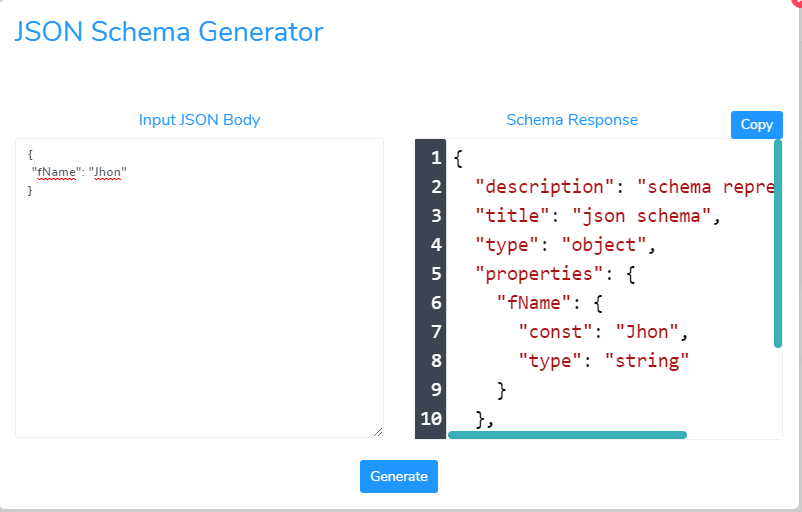 JSON Schema Generator
Input JSON Body
{
"fName": "Jhon"
}
Schema Response
Copy
1 {
2 "description": "schema repre
3 "title": "json schema",
4 "type": "object",
5 "properties": {
6 "fName": {
7 "const": "Jhon",
8 "type": "string"
9 }
10 },
Generate